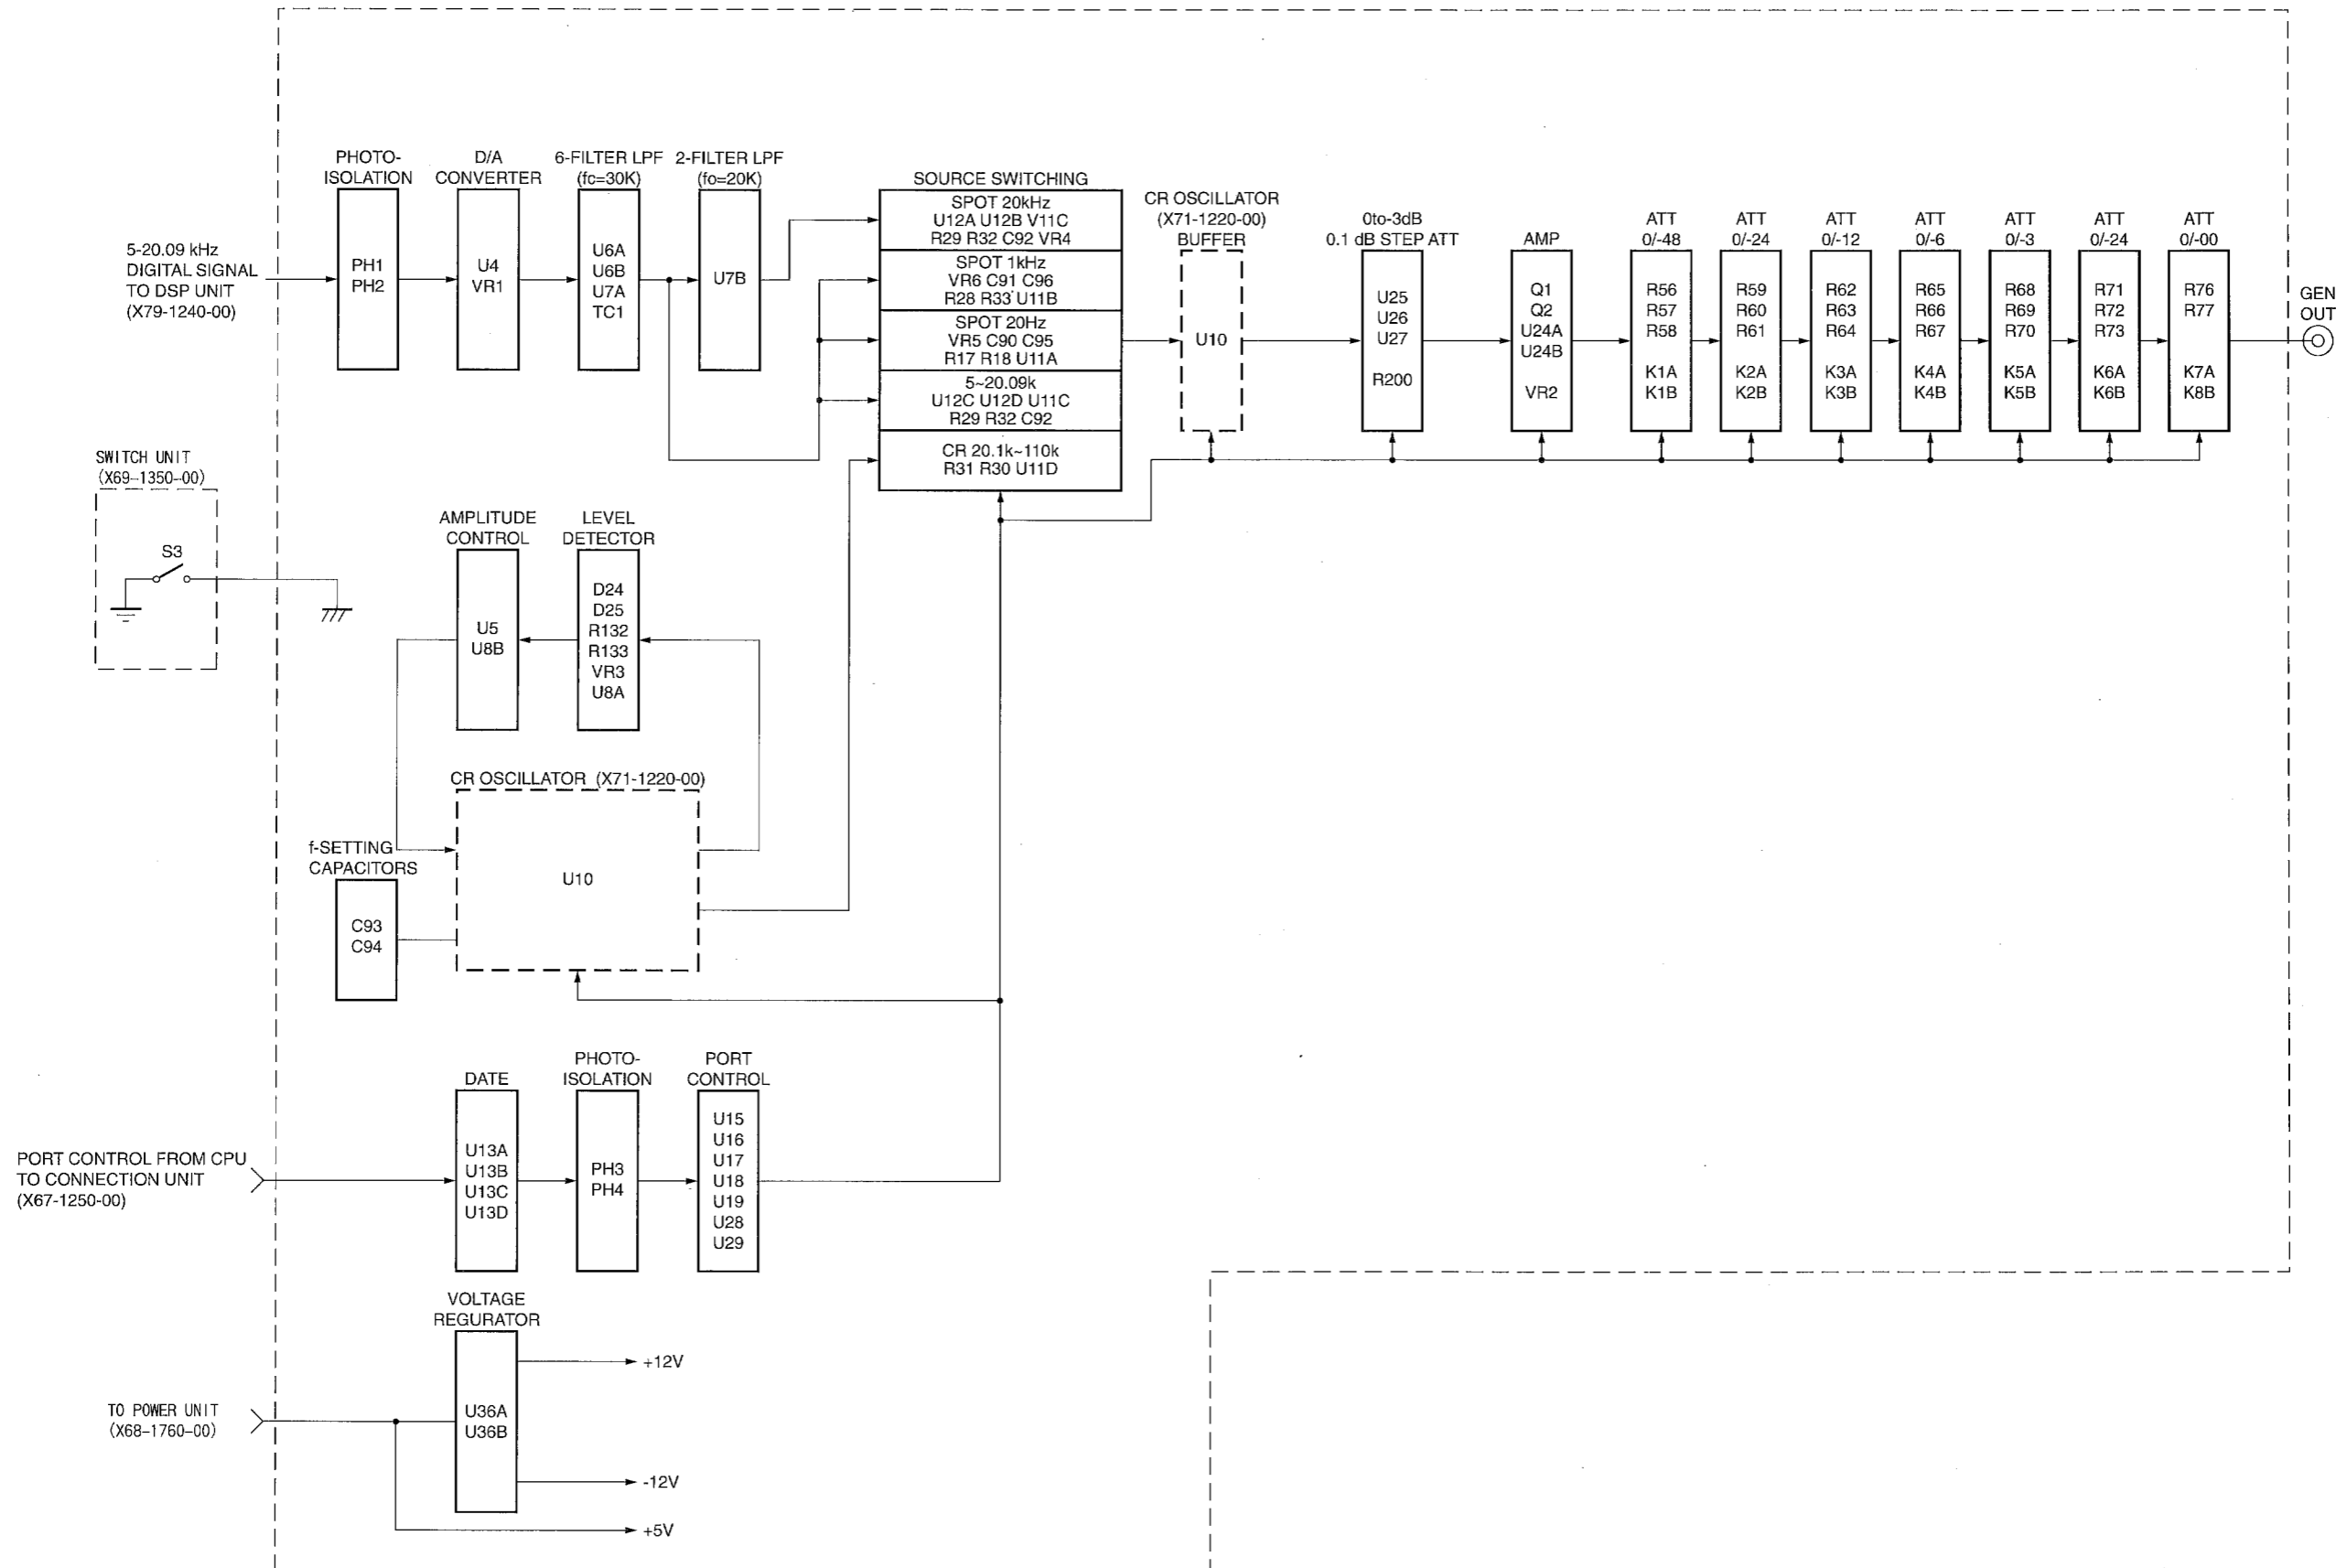 PHOTO-
ISOLATION
PH1
PH2
D/A
CONVERTER
U4
VR1
6-FILTER LPF
(fc=30K)
U6A
U6B
U7A
TC1
2-FILTER LPF
(fo=20K)
U7B
5-20.09 kHz
DIGITAL SIGNAL
TO DSP UNIT
(X79-1240-00)
SOURCE SWITCHING
SPOT 20kHz
U12A U12B V11C
R29 R32 C92 VR4
SPOT 1kHz
VR6 C91 C96
R28 R33 U11B
SPOT 20Hz
VR5 C90 C95
R17 R18 U11A
5~20.09k
U12C U12D U11C
R29 R32 C92
CR 20.1k~110k
R31 R30 U11D
CR OSCILLATOR
(X71-1220-00)
BUFFER
U10
0to-3dB
0.1 dB STEP ATT
U25
U26
U27
R200
AMP
Q1
Q2
U24A
U24B
VR2
ATT
0/-48
R56
R57
R58
K1A
K1B
ATT
0/-24
R59
R60
R61
K2A
K2B
ATT
0/-12
R62
R63
R64
K3A
K3B
ATT
0/-6
R65
R66
R67
K4A
K4B
ATT
0/-3
R68
R69
R70
K5A
K5B
ATT
0/-24
R71
R72
R73
K6A
K6B
ATT
0/-00
R76
R77
K7A
K8B
GEN
OUT
SWITCH UNIT
(X69-1350-00)
S3
AMPLITUDE
CONTROL
U5
U8B
LEVEL
DETECTOR
D24
D25
R132
R133
VR3
U8A
CR OSCILLATOR (X71-1220-00)
U10
f-SETTING
CAPACITORS
C93
C94
DATE
U13A
U13B
U13C
U13D
PHOTO-
ISOLATION
PH3
PH4
PORT
CONTROL
U15
U16
U17
U18
U19
U28
U29
PORT CONTROL FROM CPU
TO CONNECTION UNIT
(X67-1250-00)
VOLTAGE
REGURATOR
U36A
U36B
+12V
-12V
+5V
TO POWER UNIT
(X68-1760-00)